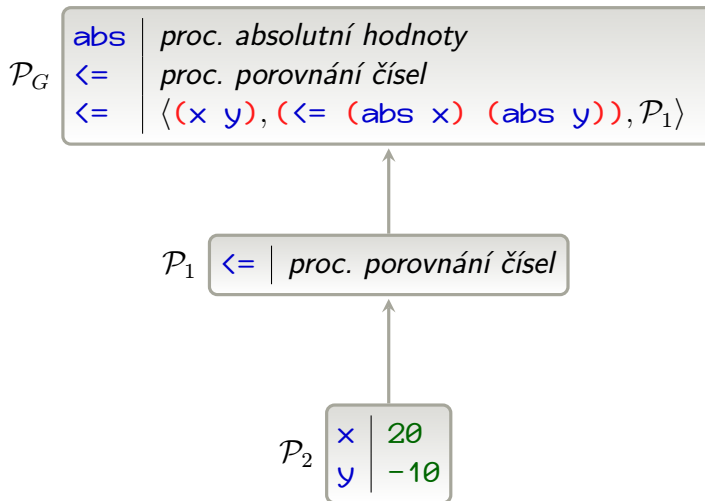 abs | proc. absolutní hodnoty
𝒫G <= | proc. porovnání čísel
<= | ⟨(x y), (<= (abs x) (abs y)), 𝒫1⟩
𝒫1 <= | proc. porovnání čísel
x | 20
𝒫2
y | -10